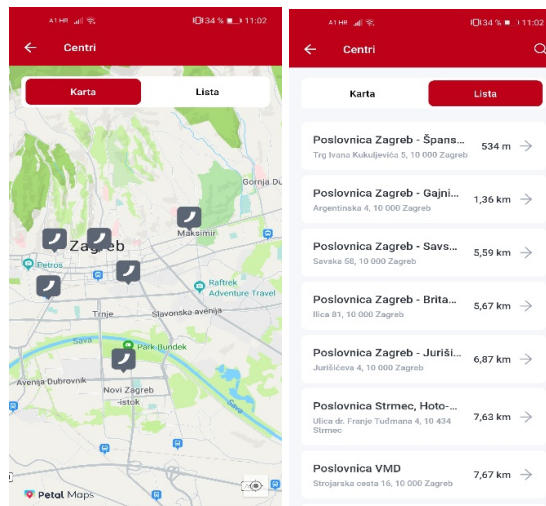 A1 HR
34 %
11:02
Centri
Karta
Lista
Gornja Du
Maksimir
Zagreb
Petros
Raftrek
Adventure Travel
Trnje
Slavonska avenija
Sava
Park Bundek
Avenija Dubrovnik
Novi Zagreb
-istok
Sava
Petal Maps
A1 HR
34 %
11:02
Centri
Karta
Lista
Poslovnica Zagreb - Špans...
534 m
Trg Ivana Kukuljevića 5, 10 000 Zagreb
Poslovnica Zagreb - Gajni...
1,36 km
Argentinska 4, 10 000 Zagreb
Poslovnica Zagreb - Savs...
5,59 km
Savska 58, 10 000 Zagreb
Poslovnica Zagreb - Brita...
5,67 km
Ilica 81, 10 000 Zagreb
Poslovnica Zagreb - Juriši...
6,87 km
Jurišićeva 4, 10 000 Zagreb
Poslovnica Strmec, Hoto-...
7,63 km
Ulica dr. Franje Tuđmana 4, 10 434
Strmec
Poslovnica VMD
7,67 km
Strojarska cesta 16, 10 000 Zagreb